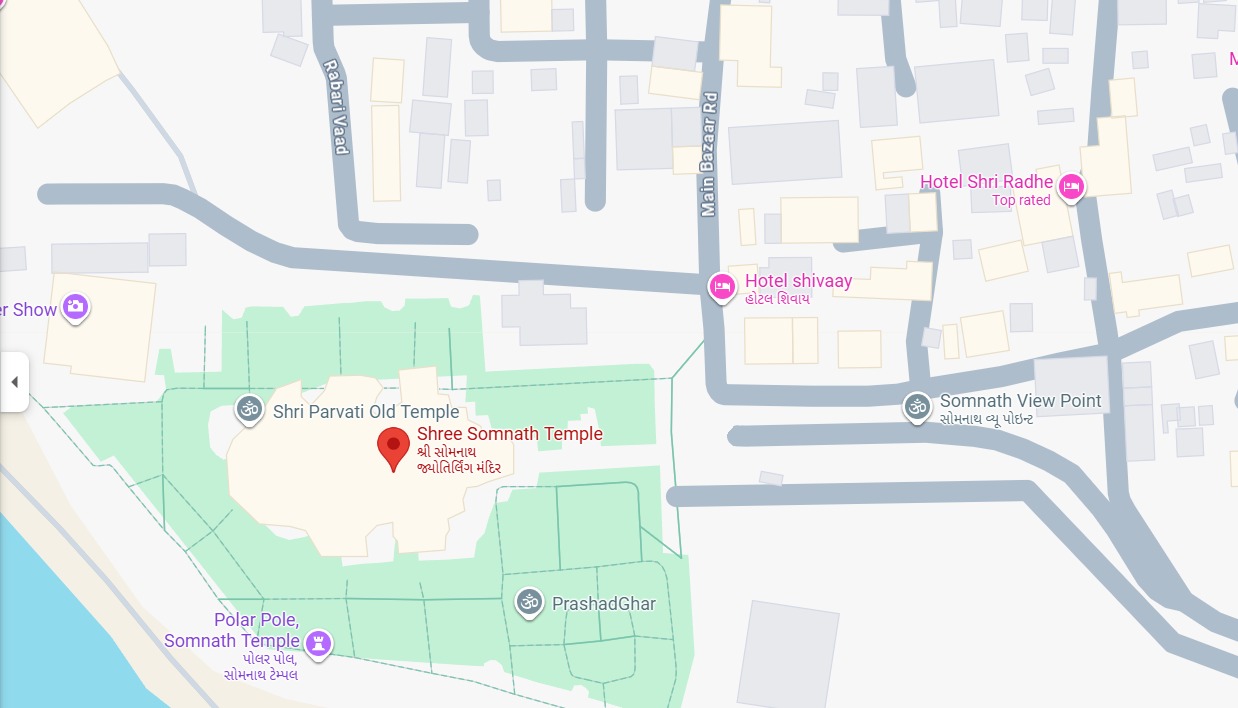 Rabari Vaad
Main Bazaar Rd
Hotel Shri Radhe
Top rated
Hotel shivaay
હોટલ શિવાય
er Show
Shri Parvati Old Temple
Somnath View Point
સોમનાથ વ્યૂ પોઇન્ટ
Shree Somnath Temple
શ્રી સોમનાથ
જ્યોતિર્લિંગ મંદિર
PrashadGhar
Polar Pole,
Somnath Temple
પોલર પોલ,
સોમનાથ ટેમ્પલ
M